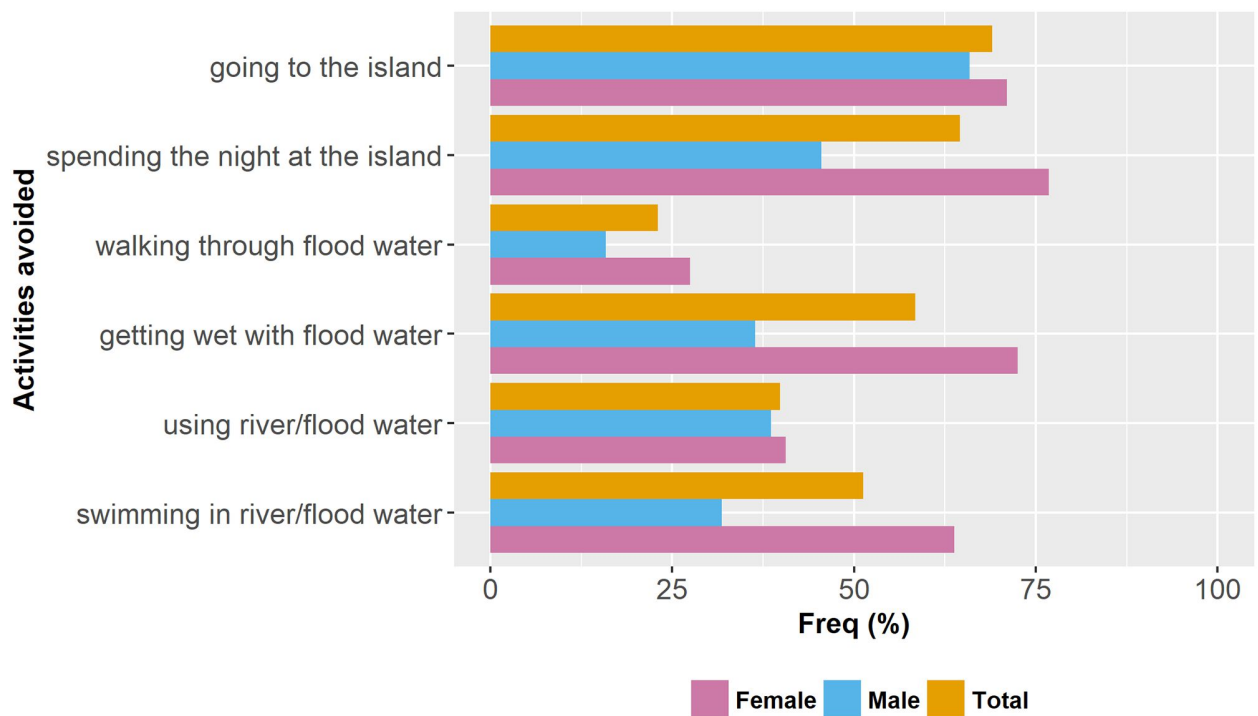 going to the island
spending the night at the island
walking through flood water
getting wet with flood water
using river/flood water
swimming in river/flood water
Activities avoided
0 25 50 75 100
Freq (%)
Female Male Total